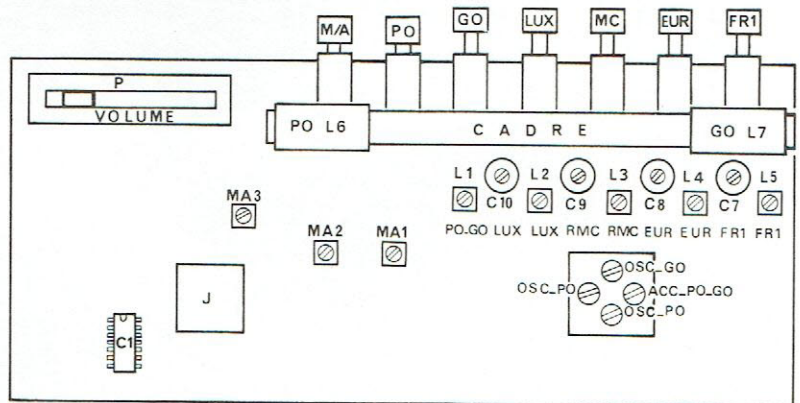 M/A PO GO LUX MC EUR FR1
P
VOLUME
PO L6 CADRE GO L7
L1 C10 L2 C9 L3 C8 L4 C7 L5
PO-GO LUX LUX RMC RMC EUR EUR FR1 FR1
MA3
MA2 MA1
OSC_GO
OSC_PO ACC_PO_GO
OSC_PO
J
C1